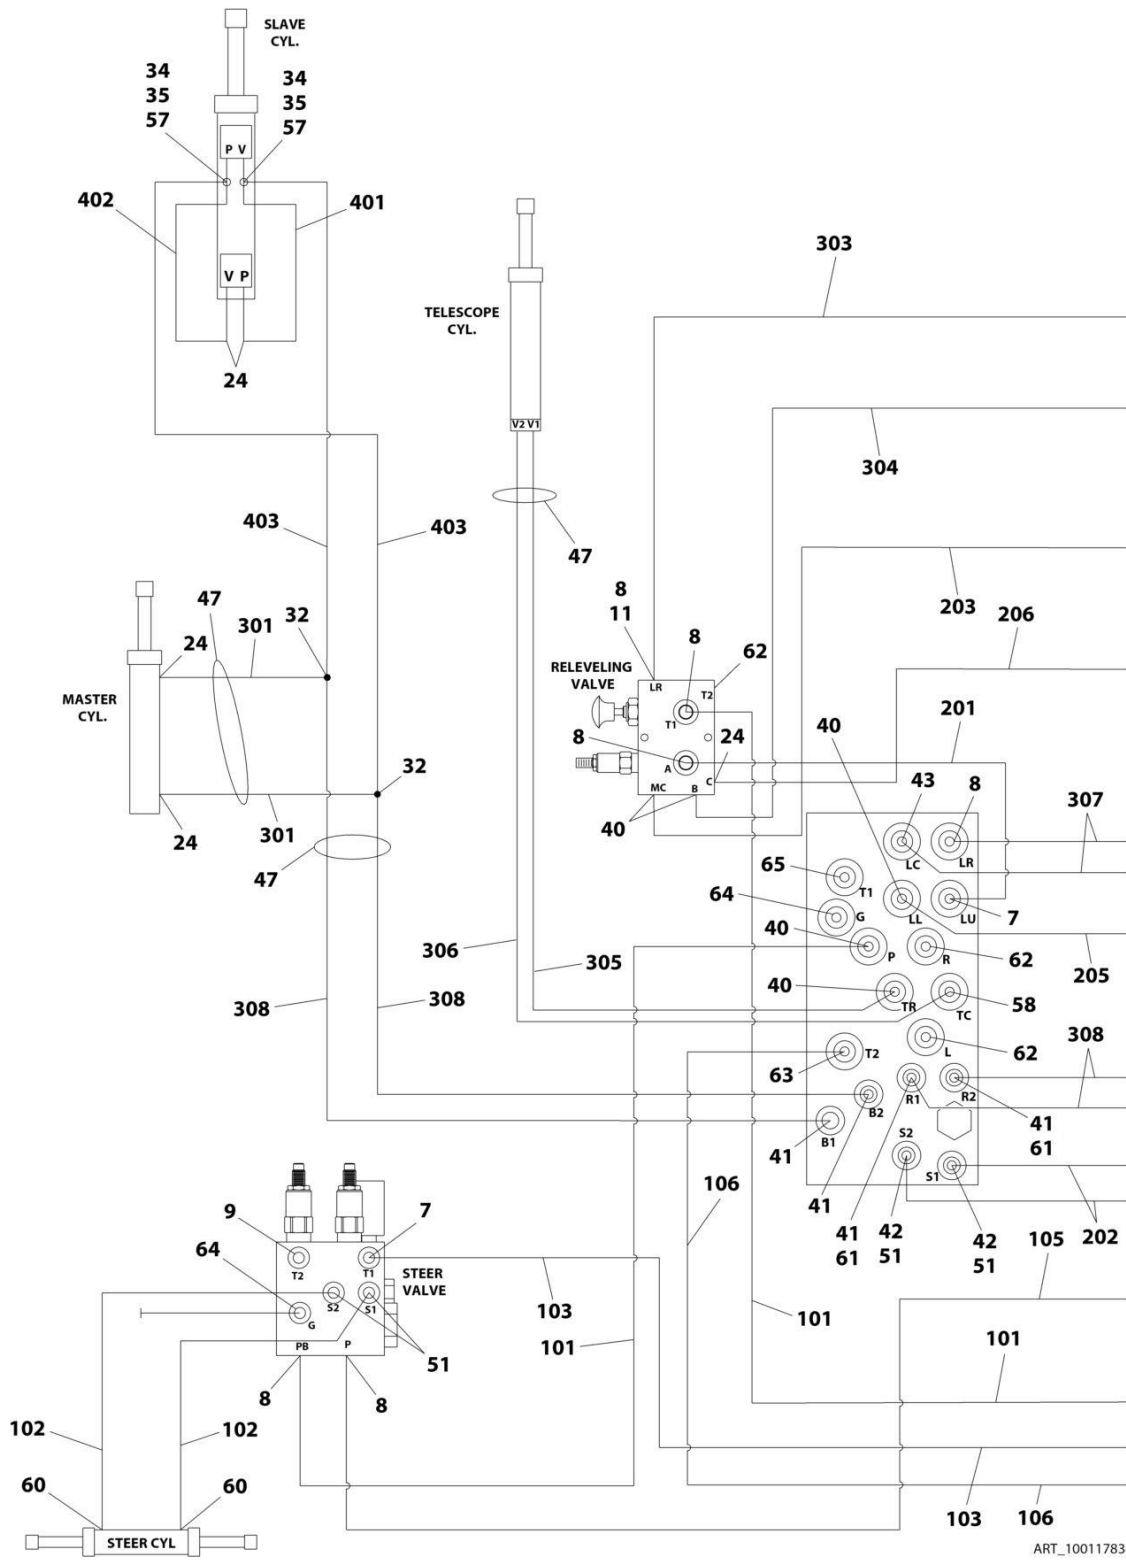 SLAVE
CYL.
34
35
57
34
35
57
P V
402
401
V P
24
TELESCOPE
CYL.
V2 V1
47
303
304
403
403
203
206
47
301
32
24
MASTER
CYL.
24
301
32
47
8
11
8
62
RELEVELING
VALVE
LR
T2
T1
8
A
24
C
MC
B
40
201
40
43
8
307
LC
LR
65
T1
64
G
LL
LU
7
40
P
R
62
205
306
305
40
TR
TC
58
308
308
308
63
T2
L
62
R1
R2
B2
41
B1
41
61
S2
S1
41
41
61
42
51
42
51
202
106
105
9
7
64
T2
T1
STEER
VALVE
S2
S1
G
PB
P
51
103
101
101
101
8
8
102
102
60
60
STEER CYL
103
106
ART_10011783